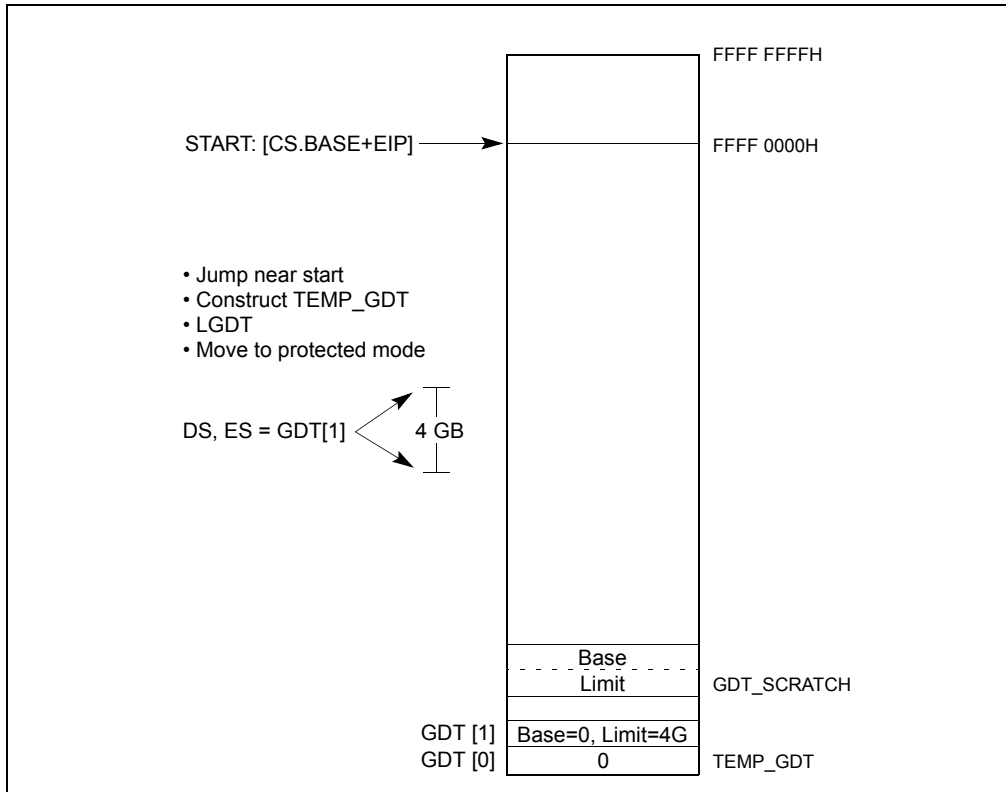 FFFF FFFFH
START: [CS.BASE+EIP]
FFFF 0000H
• Jump near start
• Construct TEMP_GDT
• LGDT
• Move to protected mode
DS, ES = GDT[1]
4 GB
Base
Limit
GDT_SCRATCH
GDT [1]
Base=0, Limit=4G
GDT [0]
0
TEMP_GDT